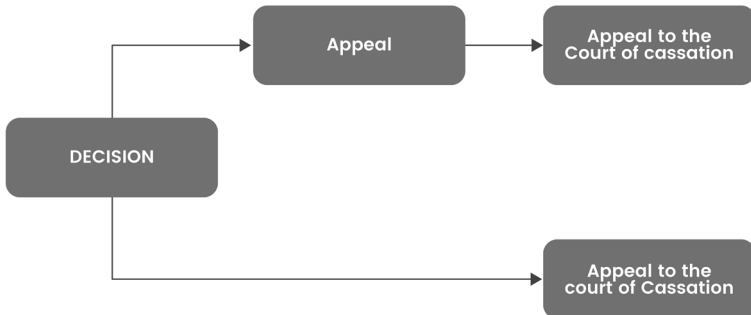 Appeal
Appeal to the
Court of cassation
DECISION
Appeal to the
court of Cassation